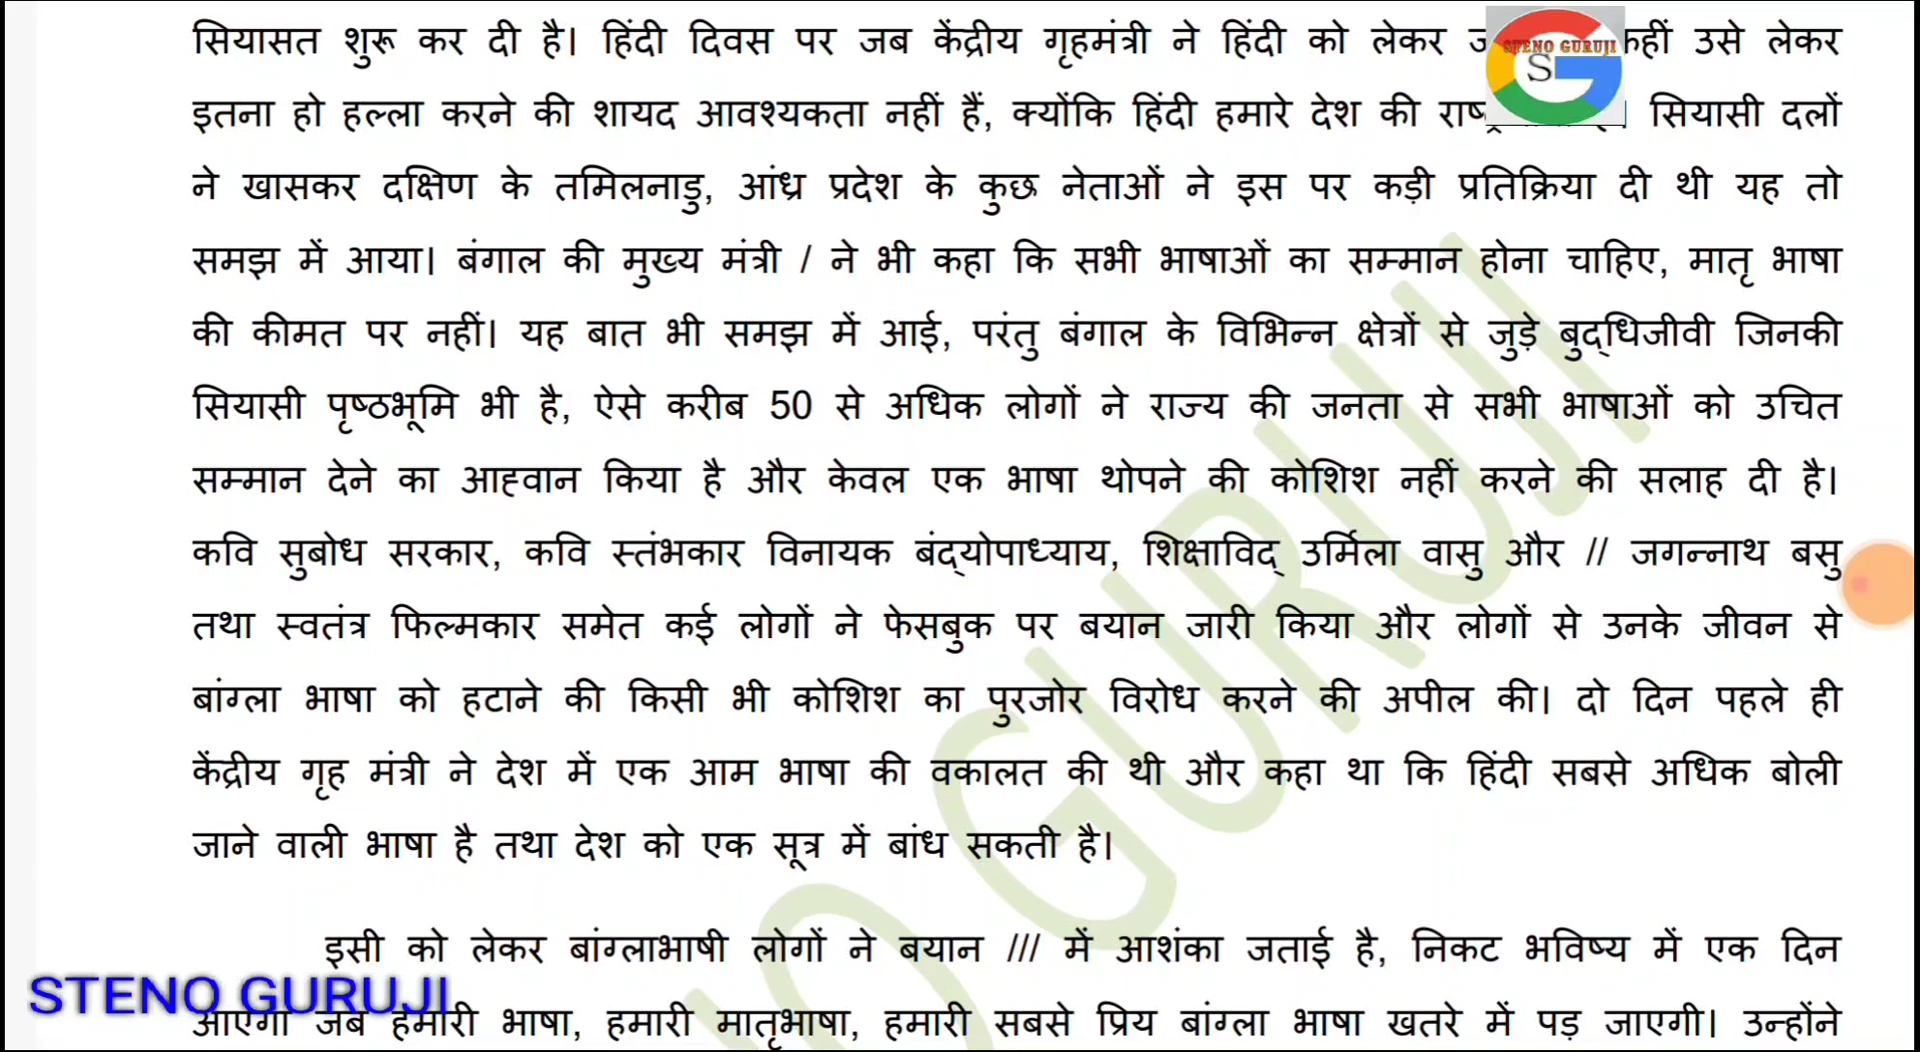 सियासत शुरू कर दी है। हिंदी दिवस पर जब केंद्रीय गृहमंत्री ने हिंदी को लेकर उसे लेकर
STENO GURUJI
SG
इतना हो हल्ला करने की शायद आवश्यकता नहीं हैं, क्योंकि हिंदी हमारे देश की सियासी दलों
ने खासकर दक्षिण के तमिलनाडु, आंध्र प्रदेश के कुछ नेताओं ने इस पर कड़ी प्रतिक्रिया दी थी यह तो
समझ में आया। बंगाल की मुख्य मंत्री / ने भी कहा कि सभी भाषाओं का सम्मान होना चाहिए, मातृ भाषा
की कीमत पर नहीं। यह बात भी समझ में आई, परंतु बंगाल के विभिन्न क्षेत्रों से जुड़े बुद्धिजीवी जिनकी
सियासी पृष्ठभूमि भी है, ऐसे करीब 50 से अधिक लोगों ने राज्य की जनता से सभी भाषाओं को उचित
सम्मान देने का आह्वान किया है और केवल एक भाषा थोपने की कोशिश नहीं करने की सलाह दी है।
कवि सुबोध सरकार, कवि स्तंभकार विनायक बंद्योपाध्याय, शिक्षाविद् उर्मिला वासु और // जगन्नाथ बसु
तथा स्वतंत्र फिल्मकार समेत कई लोगों ने फेसबुक पर बयान जारी किया और लोगों से उनके जीवन से
बांग्ला भाषा को हटाने की किसी भी कोशिश का पुरजोर विरोध करने की अपील की। दो दिन पहले ही
केंद्रीय गृह मंत्री ने देश में एक आम भाषा की वकालत की थी और कहा था कि हिंदी सबसे अधिक बोली
जाने वाली भाषा है तथा देश को एक सूत्र में बांध सकती है।
इसी को लेकर बांग्लाभाषी लोगों ने बयान /// में आशंका जताई है, निकट भविष्य में एक दिन
STENO GURUJI
आएगा जब हमारी भाषा, हमारी मातृभाषा, हमारी सबसे प्रिय बांग्ला भाषा खतरे में पड़ जाएगी। उन्होंने